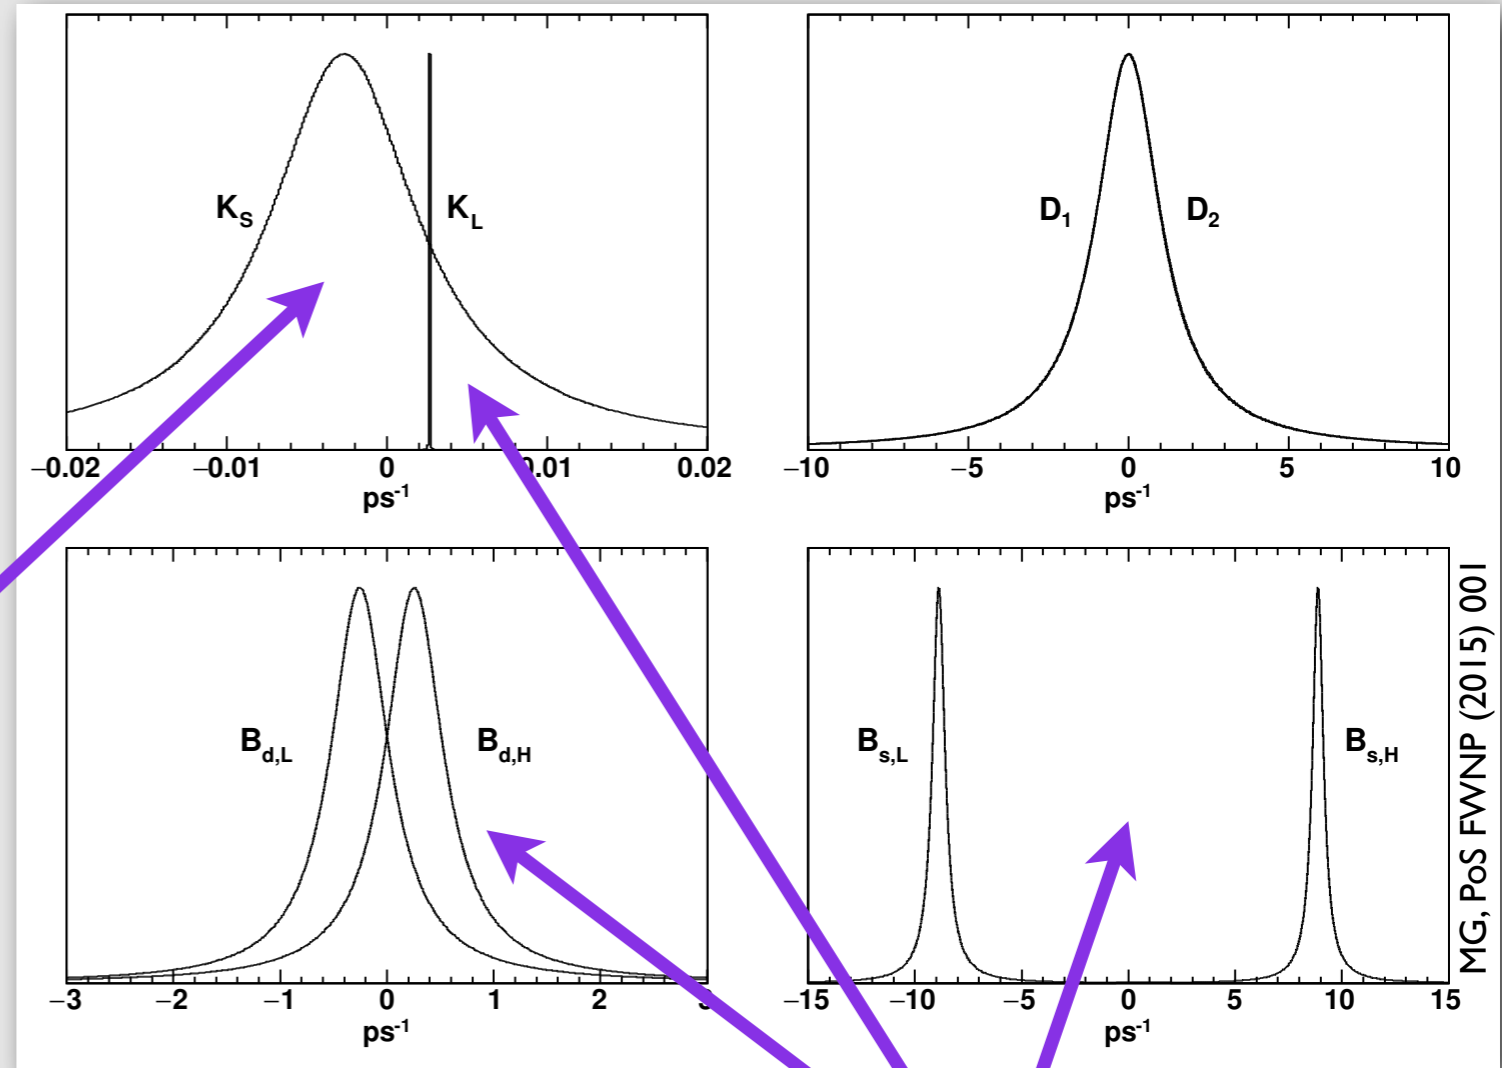 K_S K_L
−0.02 −0.01 0 0.01 0.02
ps⁻¹
D₁ D₂
−10 −5 0 5 10
ps⁻¹
B_d,L B_d,H
−3 −2 −1 0 1 2 3
ps⁻¹
B_s,L B_s,H
−15 −10 −5 0 5 10 15
ps⁻¹
MG, PoS FWNP (2015) 001